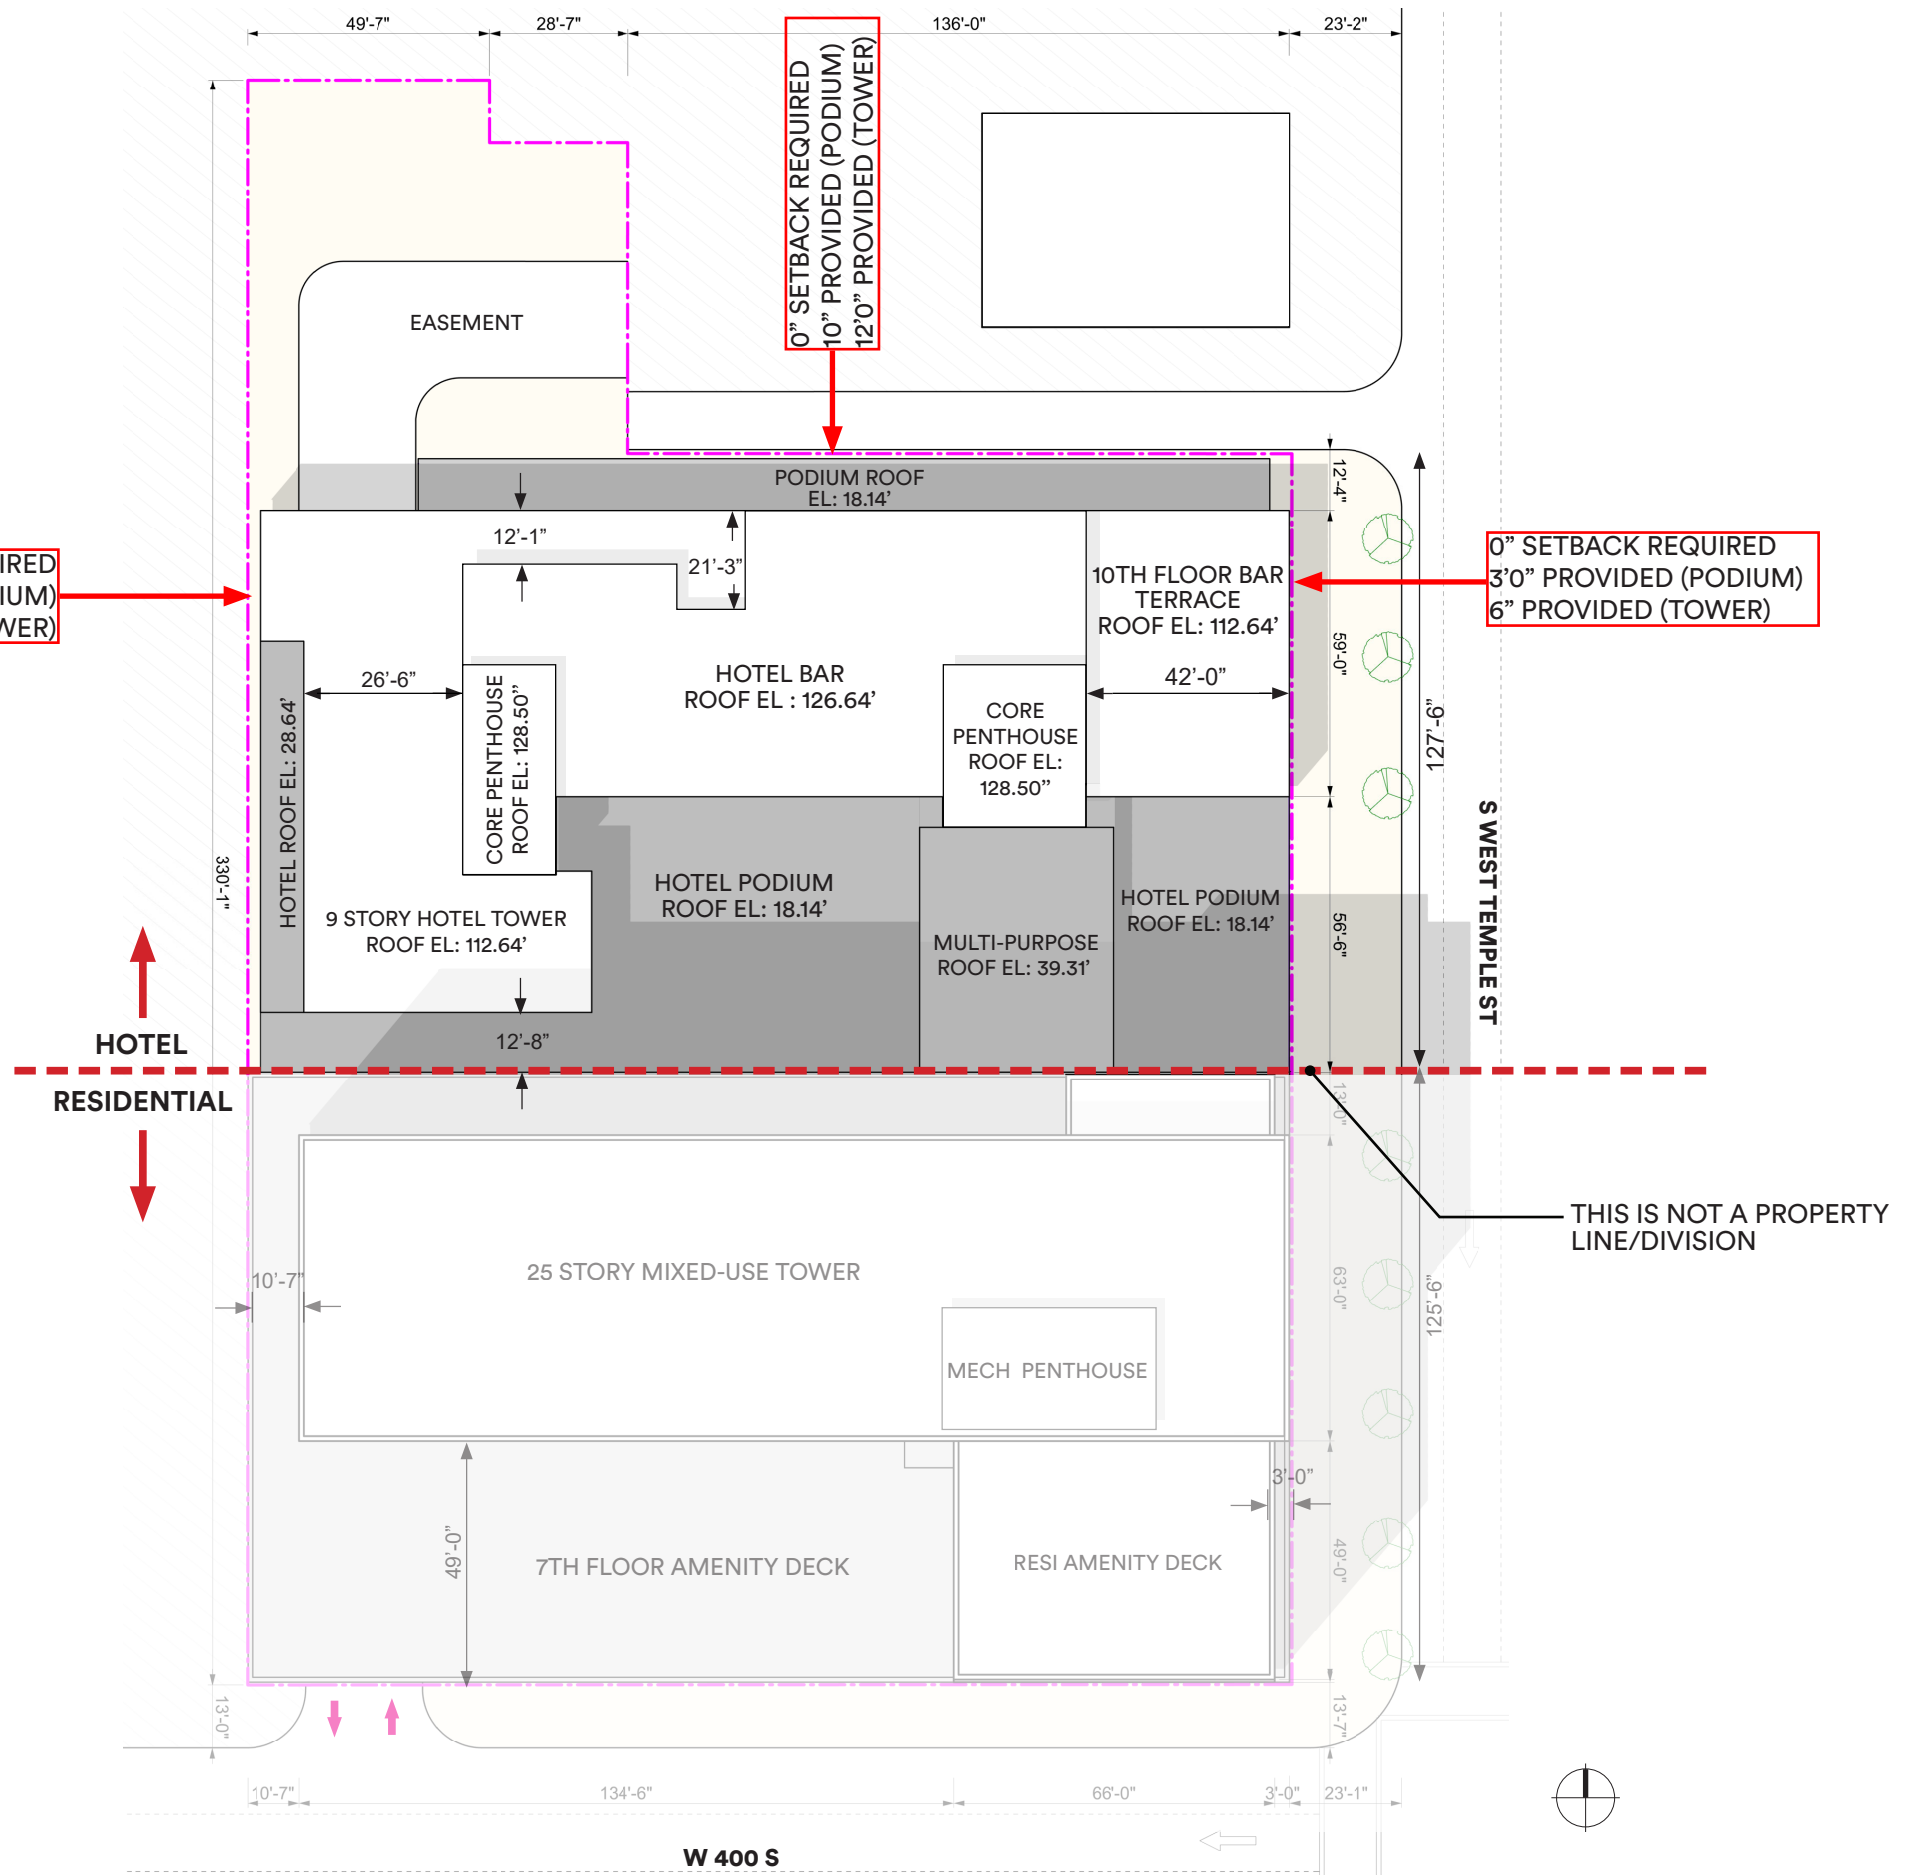 49'-7"
28'-7"
136'-0"
23'-2"
0” SETBACK REQUIRED
10” PROVIDED (PODIUM)
12’0” PROVIDED (TOWER)
EASEMENT
PODIUM ROOF
EL: 18.14’
12'-4"
12’-1”
21’-3”
IRED
IUM)
WER)
0” SETBACK REQUIRED
3’0” PROVIDED (PODIUM)
6” PROVIDED (TOWER)
10TH FLOOR BAR
TERRACE
ROOF EL: 112.64’
59'-0"
26’-6”
HOTEL BAR
ROOF EL : 126.64’
42’-0”
CORE PENTHOUSE
ROOF EL: 128.50”
CORE
PENTHOUSE
ROOF EL:
128.50”
127’-6”
HOTEL ROOF EL: 28.64’
330'-1"
HOTEL PODIUM
ROOF EL: 18.14’
HOTEL PODIUM
ROOF EL: 18.14’
9 STORY HOTEL TOWER
ROOF EL: 112.64’
MULTI-PURPOSE
ROOF EL: 39.31’
56'-6"
S WEST TEMPLE ST
12’-8”
HOTEL
RESIDENTIAL
13'-0"
THIS IS NOT A PROPERTY
LINE/DIVISION
10’-7”
25 STORY MIXED-USE TOWER
63'-0"
125’-6”
MECH PENTHOUSE
3’-0”
49’-0”
7TH FLOOR AMENITY DECK
RESI AMENITY DECK
49'-0"
13'-0"
13'-7"
10'-7"
134'-6"
66'-0"
3'-0"
23'-1"
W 400 S